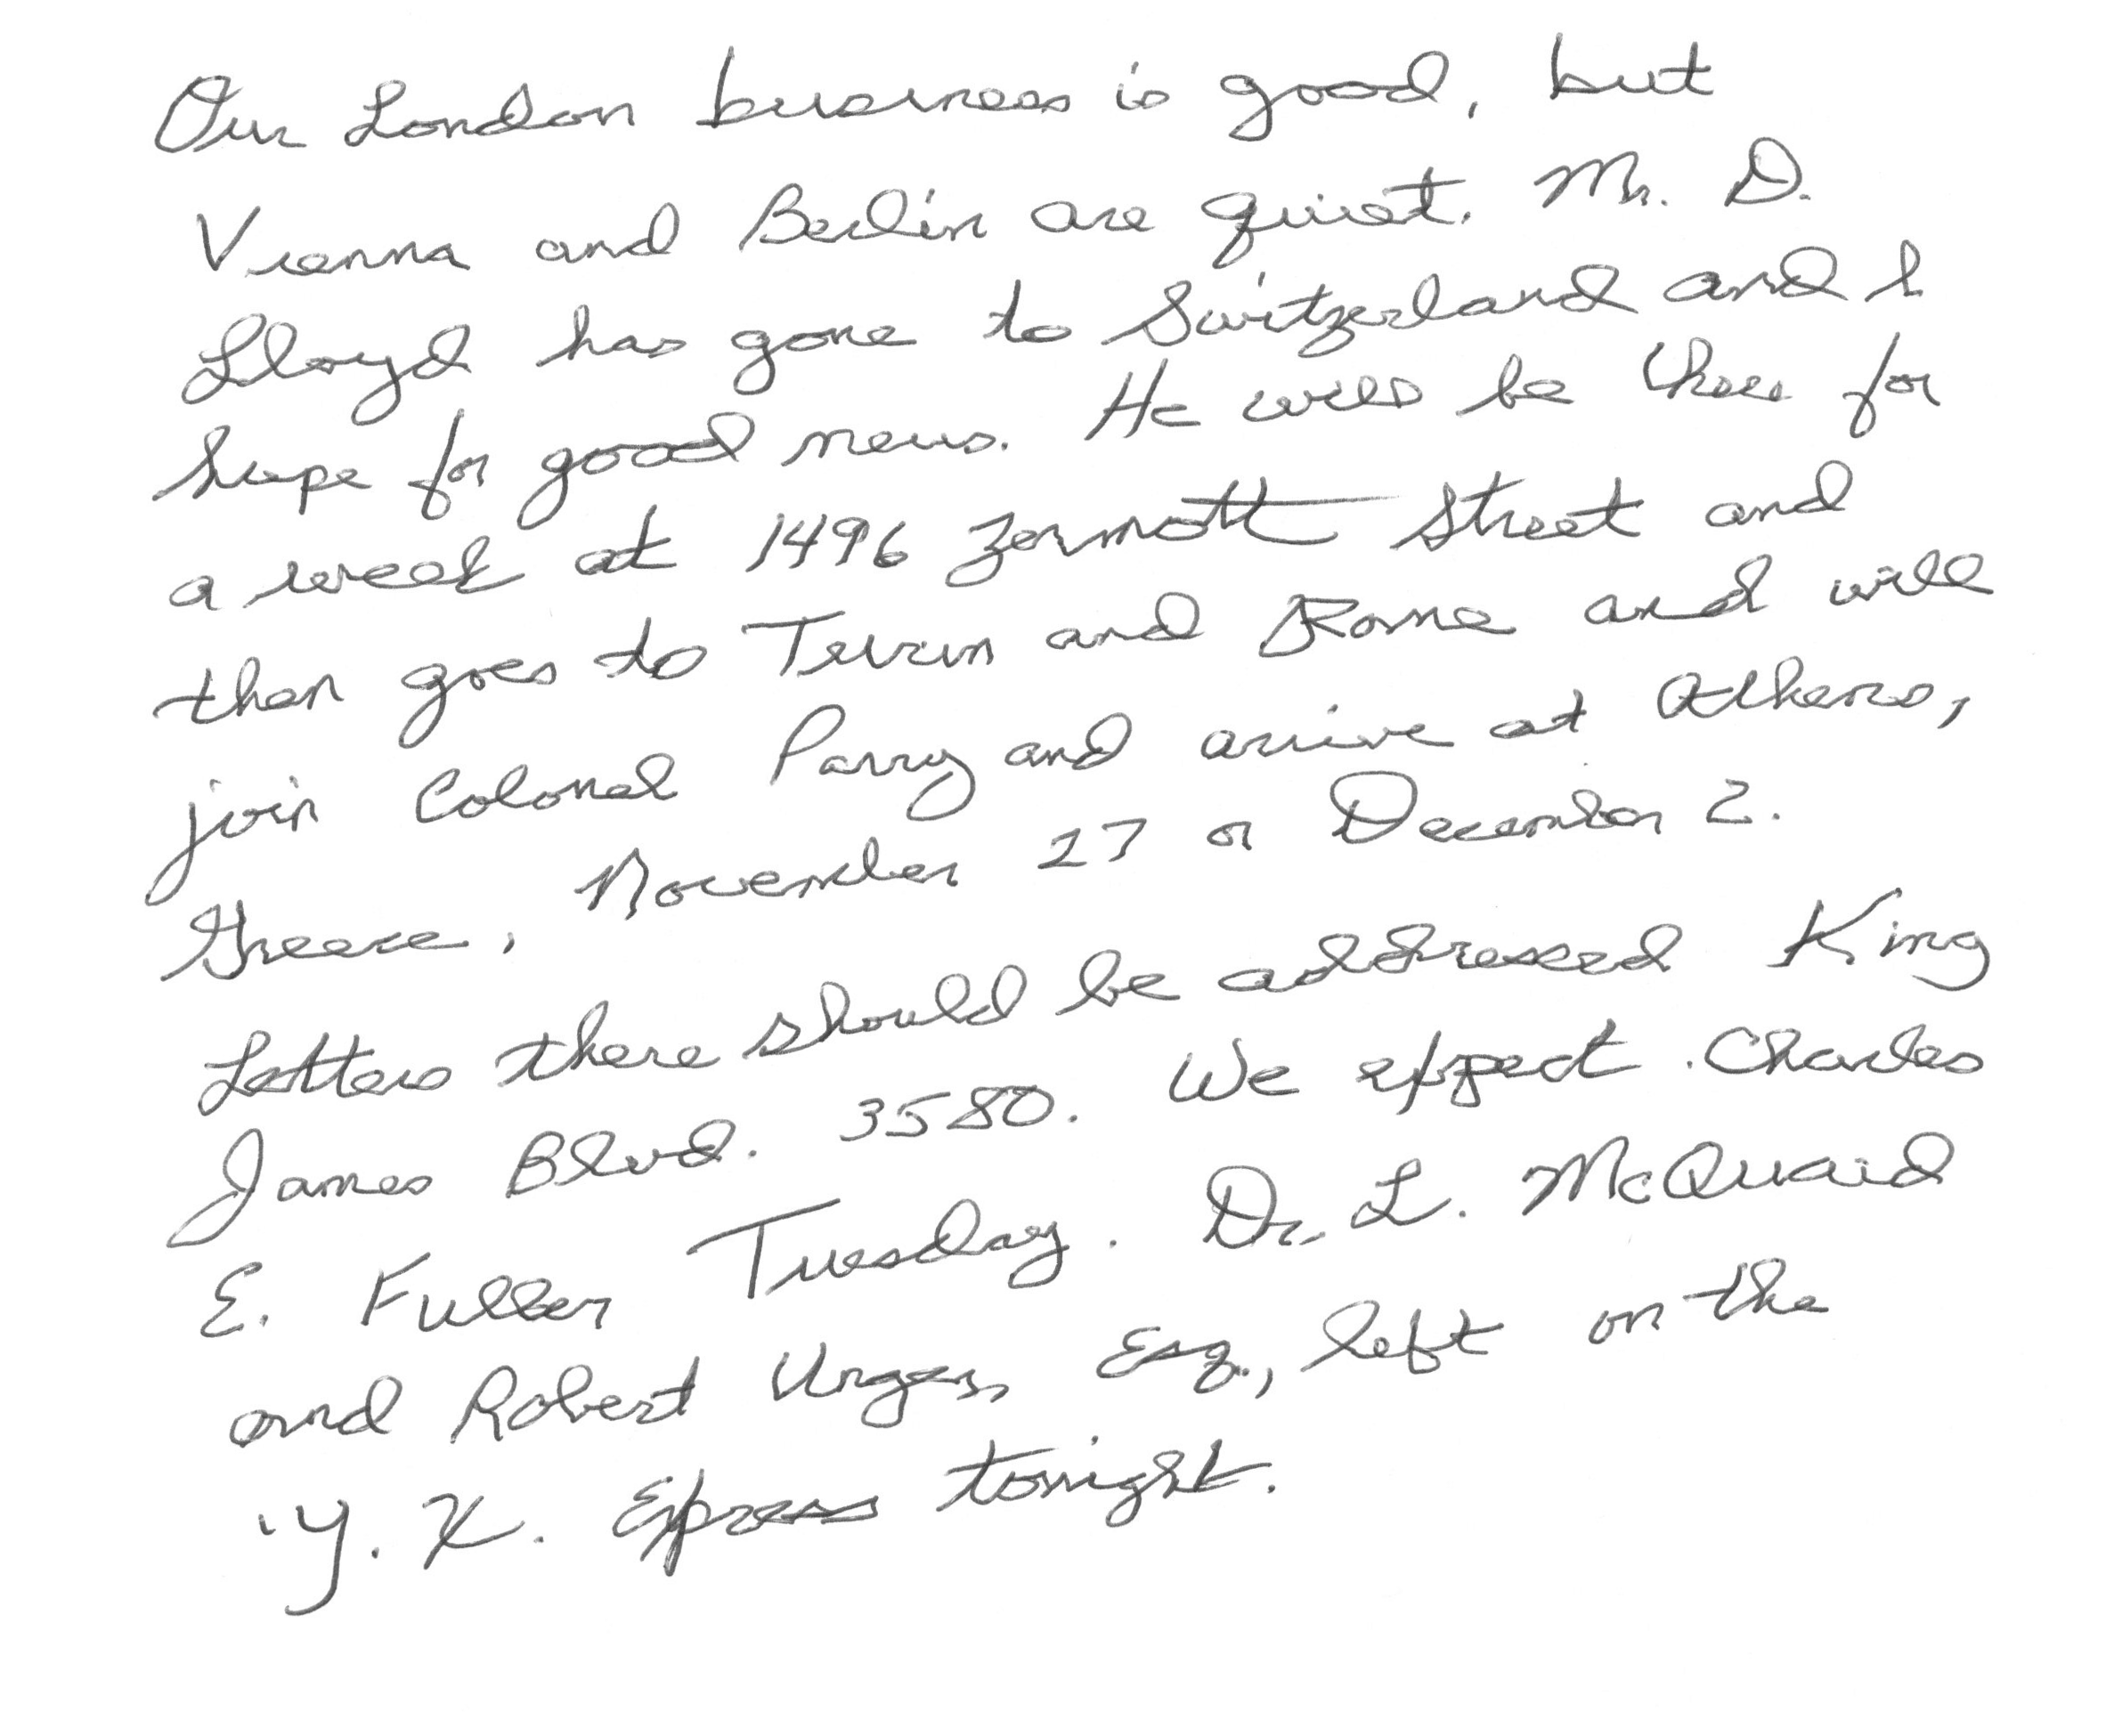 Our London business is good, but
Vienna and Berlin are quiet. Mr. D.
Lloyd has gone to Switzerland and I
hope for good news. He will be there for
a week at 1496 Zermott Street and
then goes to Turin and Rome and will
join Colonel Parry and arrive at Athens,
Greece, November 27 or December 2.
Letters there should be addressed King
James Blvd. 3580. We expect Charles
E. Fuller Tuesday. Dr. L. McQuaid
and Robert Unger, Esq., left on the
"Y. X. Express tonight.